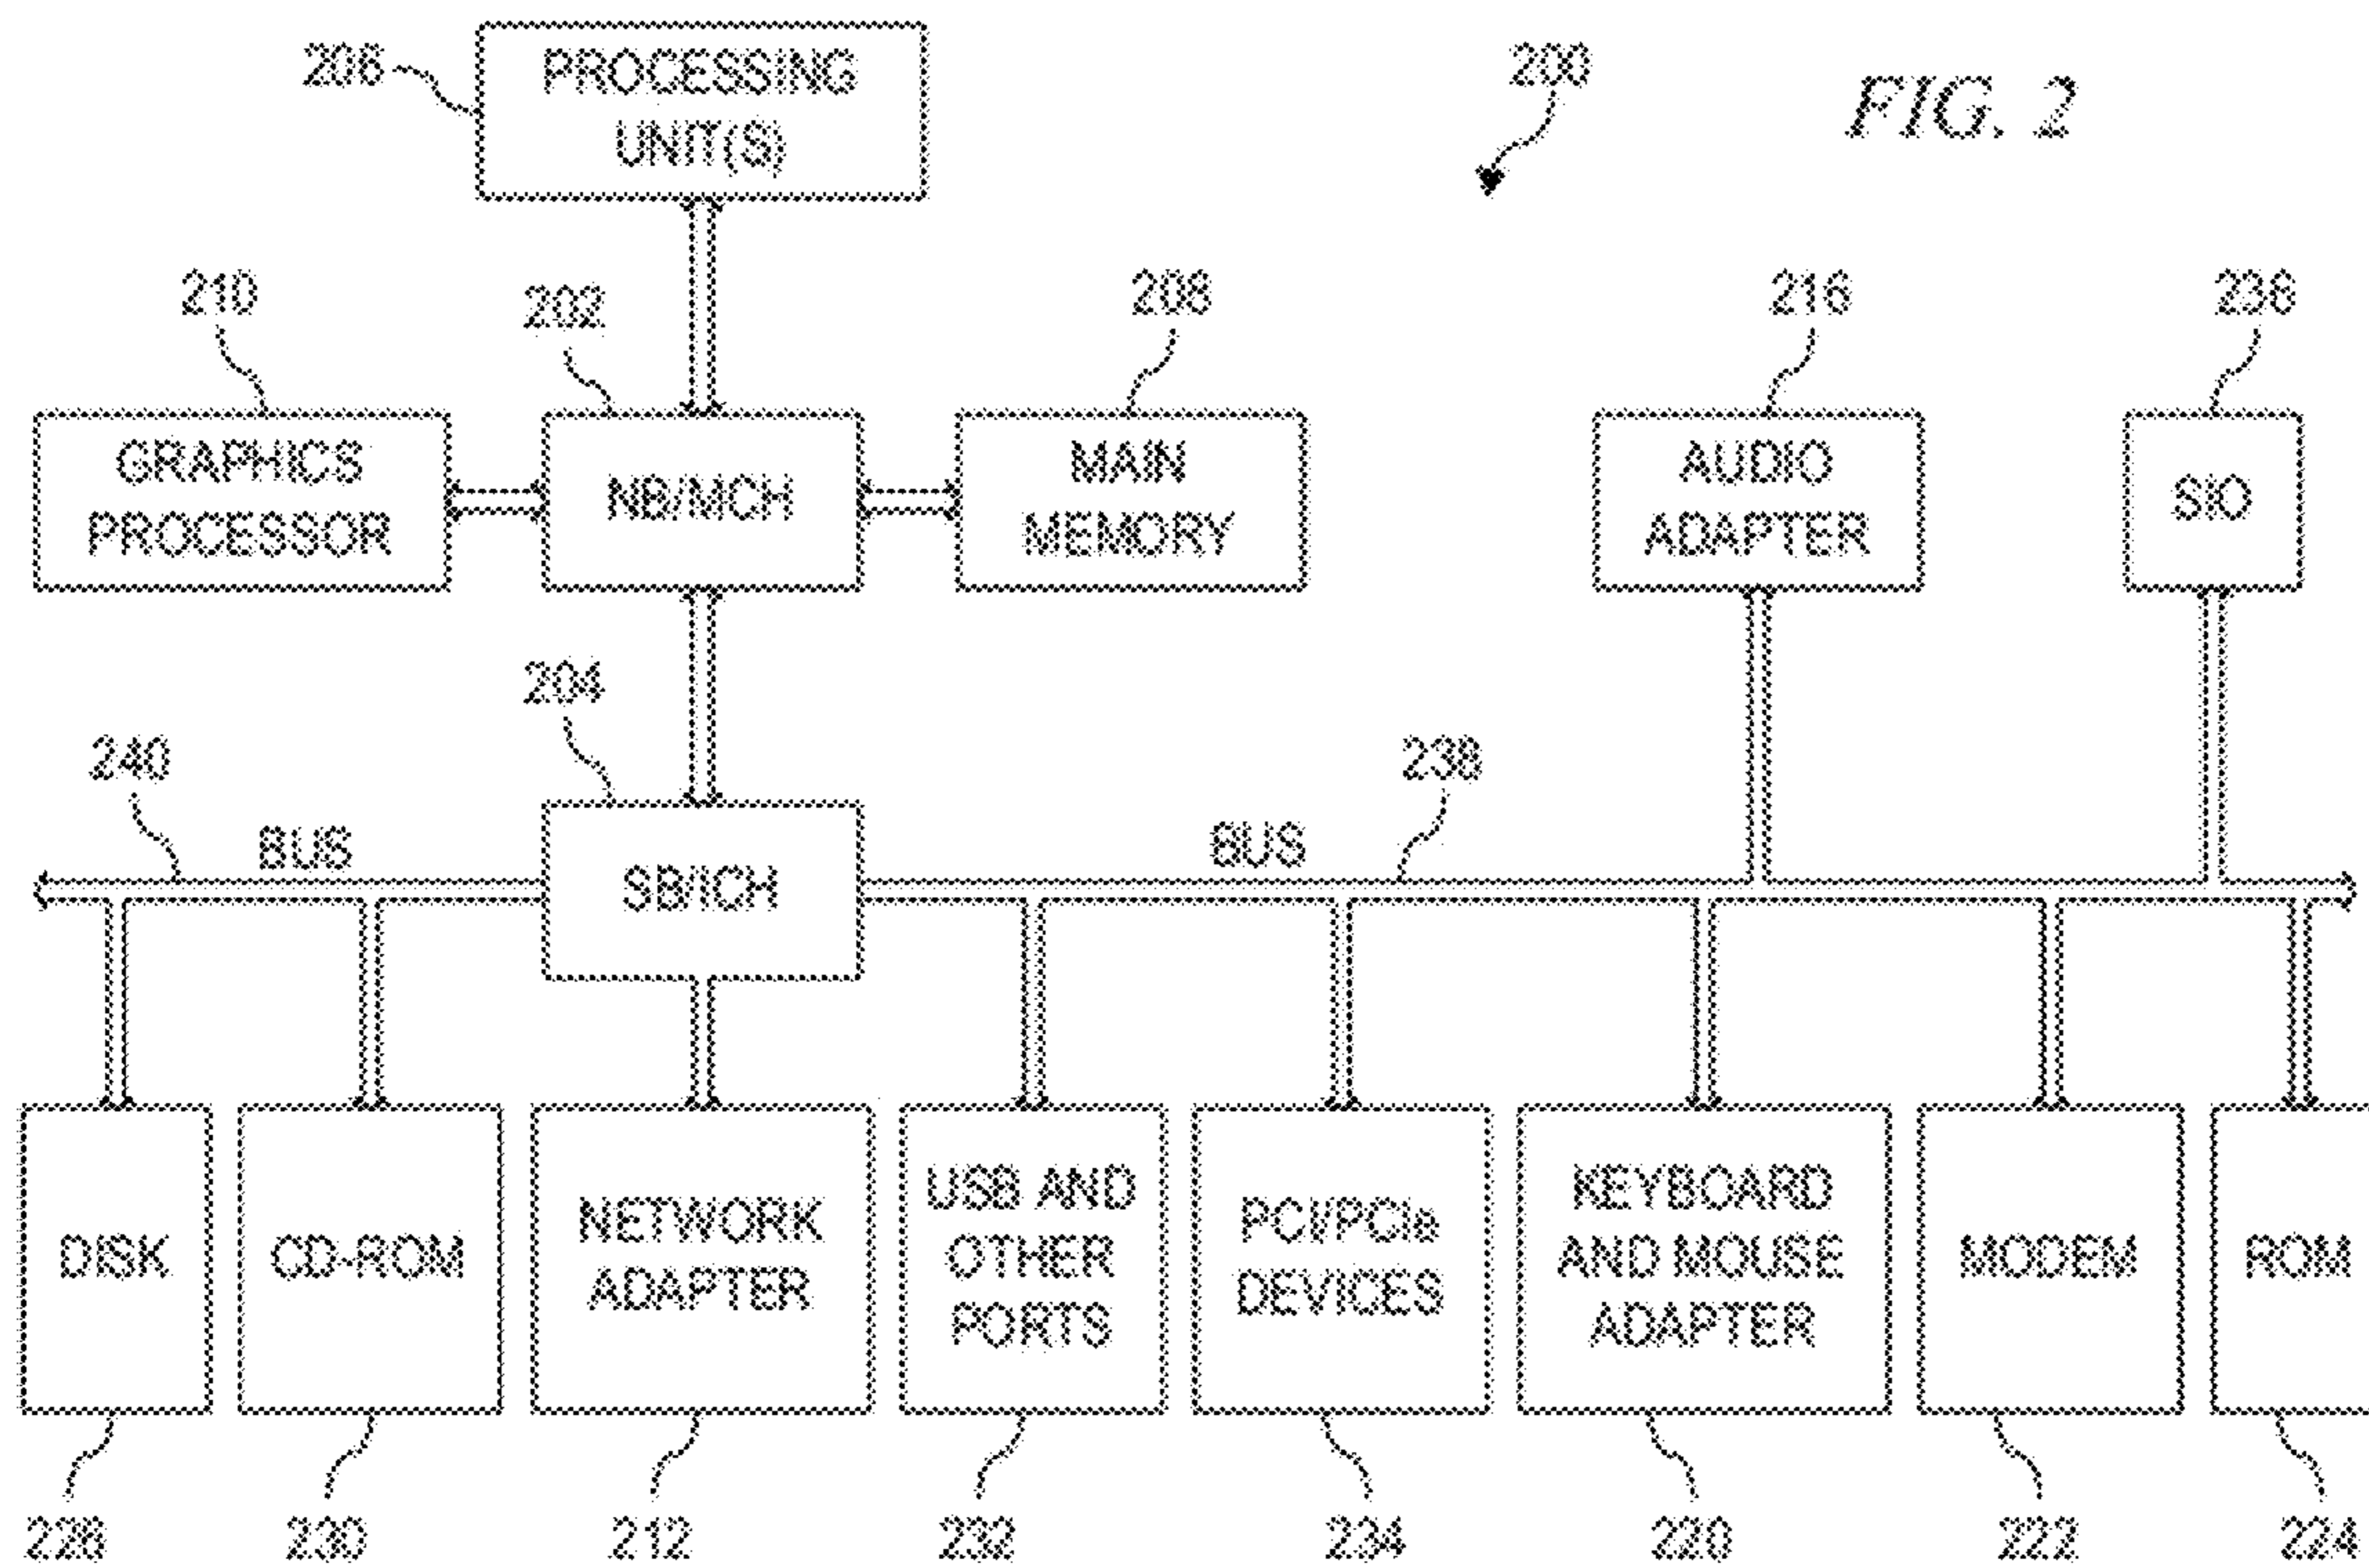 206
PROCESSING
UNIT(S)
200
FIG. 2
210
202
208
216
236
GRAPHICS
PROCESSOR
NB/MCH
MAIN
MEMORY
AUDIO
ADAPTER
SIO
204
240
238
BUS
BUS
SB/ICH
DISK
CD-ROM
NETWORK
ADAPTER
USB AND
OTHER
PORTS
PCI/PCIe
DEVICES
KEYBOARD
AND MOUSE
ADAPTER
MODEM
ROM
226
230
212
232
234
220
222
224